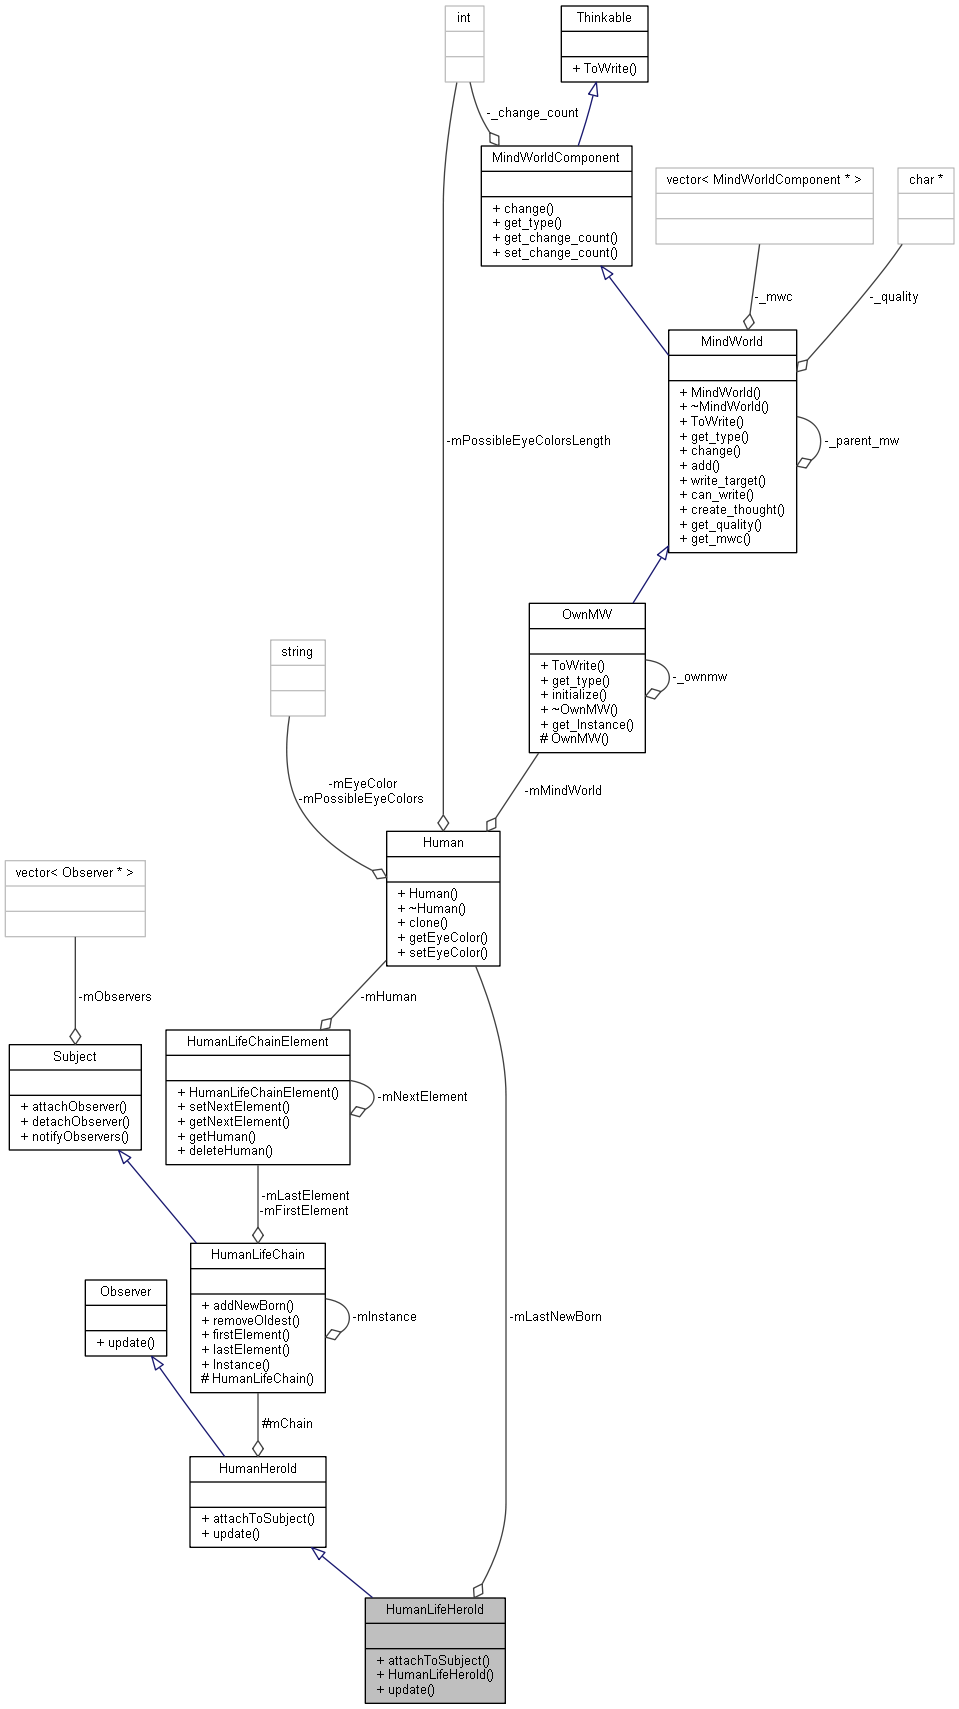 int
Thinkable
+ ToWrite()
-_change_count
MindWorldComponent
+ change()
+ get_type()
+ get_change_count()
+ set_change_count()
vector< MindWorldComponent * >
char *
-_mwc
-_quality
MindWorld
+ MindWorld()
+ ~MindWorld()
+ ToWrite()
+ get_type()
+ change()
+ add()
+ write_target()
+ can_write()
+ create_thought()
+ get_quality()
+ get_mwc()
-_parent_mw
-mPossibleEyeColorsLength
OwnMW
+ ToWrite()
+ get_type()
+ initialize()
+ ~OwnMW()
+ get_Instance()
# OwnMW()
-_ownmw
string
-mEyeColor
-mPossibleEyeColors
-mMindWorld
Human
+ Human()
+ ~Human()
+ clone()
+ getEyeColor()
+ setEyeColor()
vector< Observer * >
-mObservers
-mHuman
Subject
+ attachObserver()
+ detachObserver()
+ notifyObservers()
HumanLifeChainElement
+ HumanLifeChainElement()
+ setNextElement()
+ getNextElement()
+ getHuman()
+ deleteHuman()
-mNextElement
-mLastElement
-mFirstElement
HumanLifeChain
+ addNewBorn()
+ removeOldest()
+ firstElement()
+ lastElement()
+ Instance()
# HumanLifeChain()
-mInstance
-mLastNewBorn
Observer
+ update()
#mChain
HumanHerold
+ attachToSubject()
+ update()
HumanLifeHerold
+ attachToSubject()
+ HumanLifeHerold()
+ update()